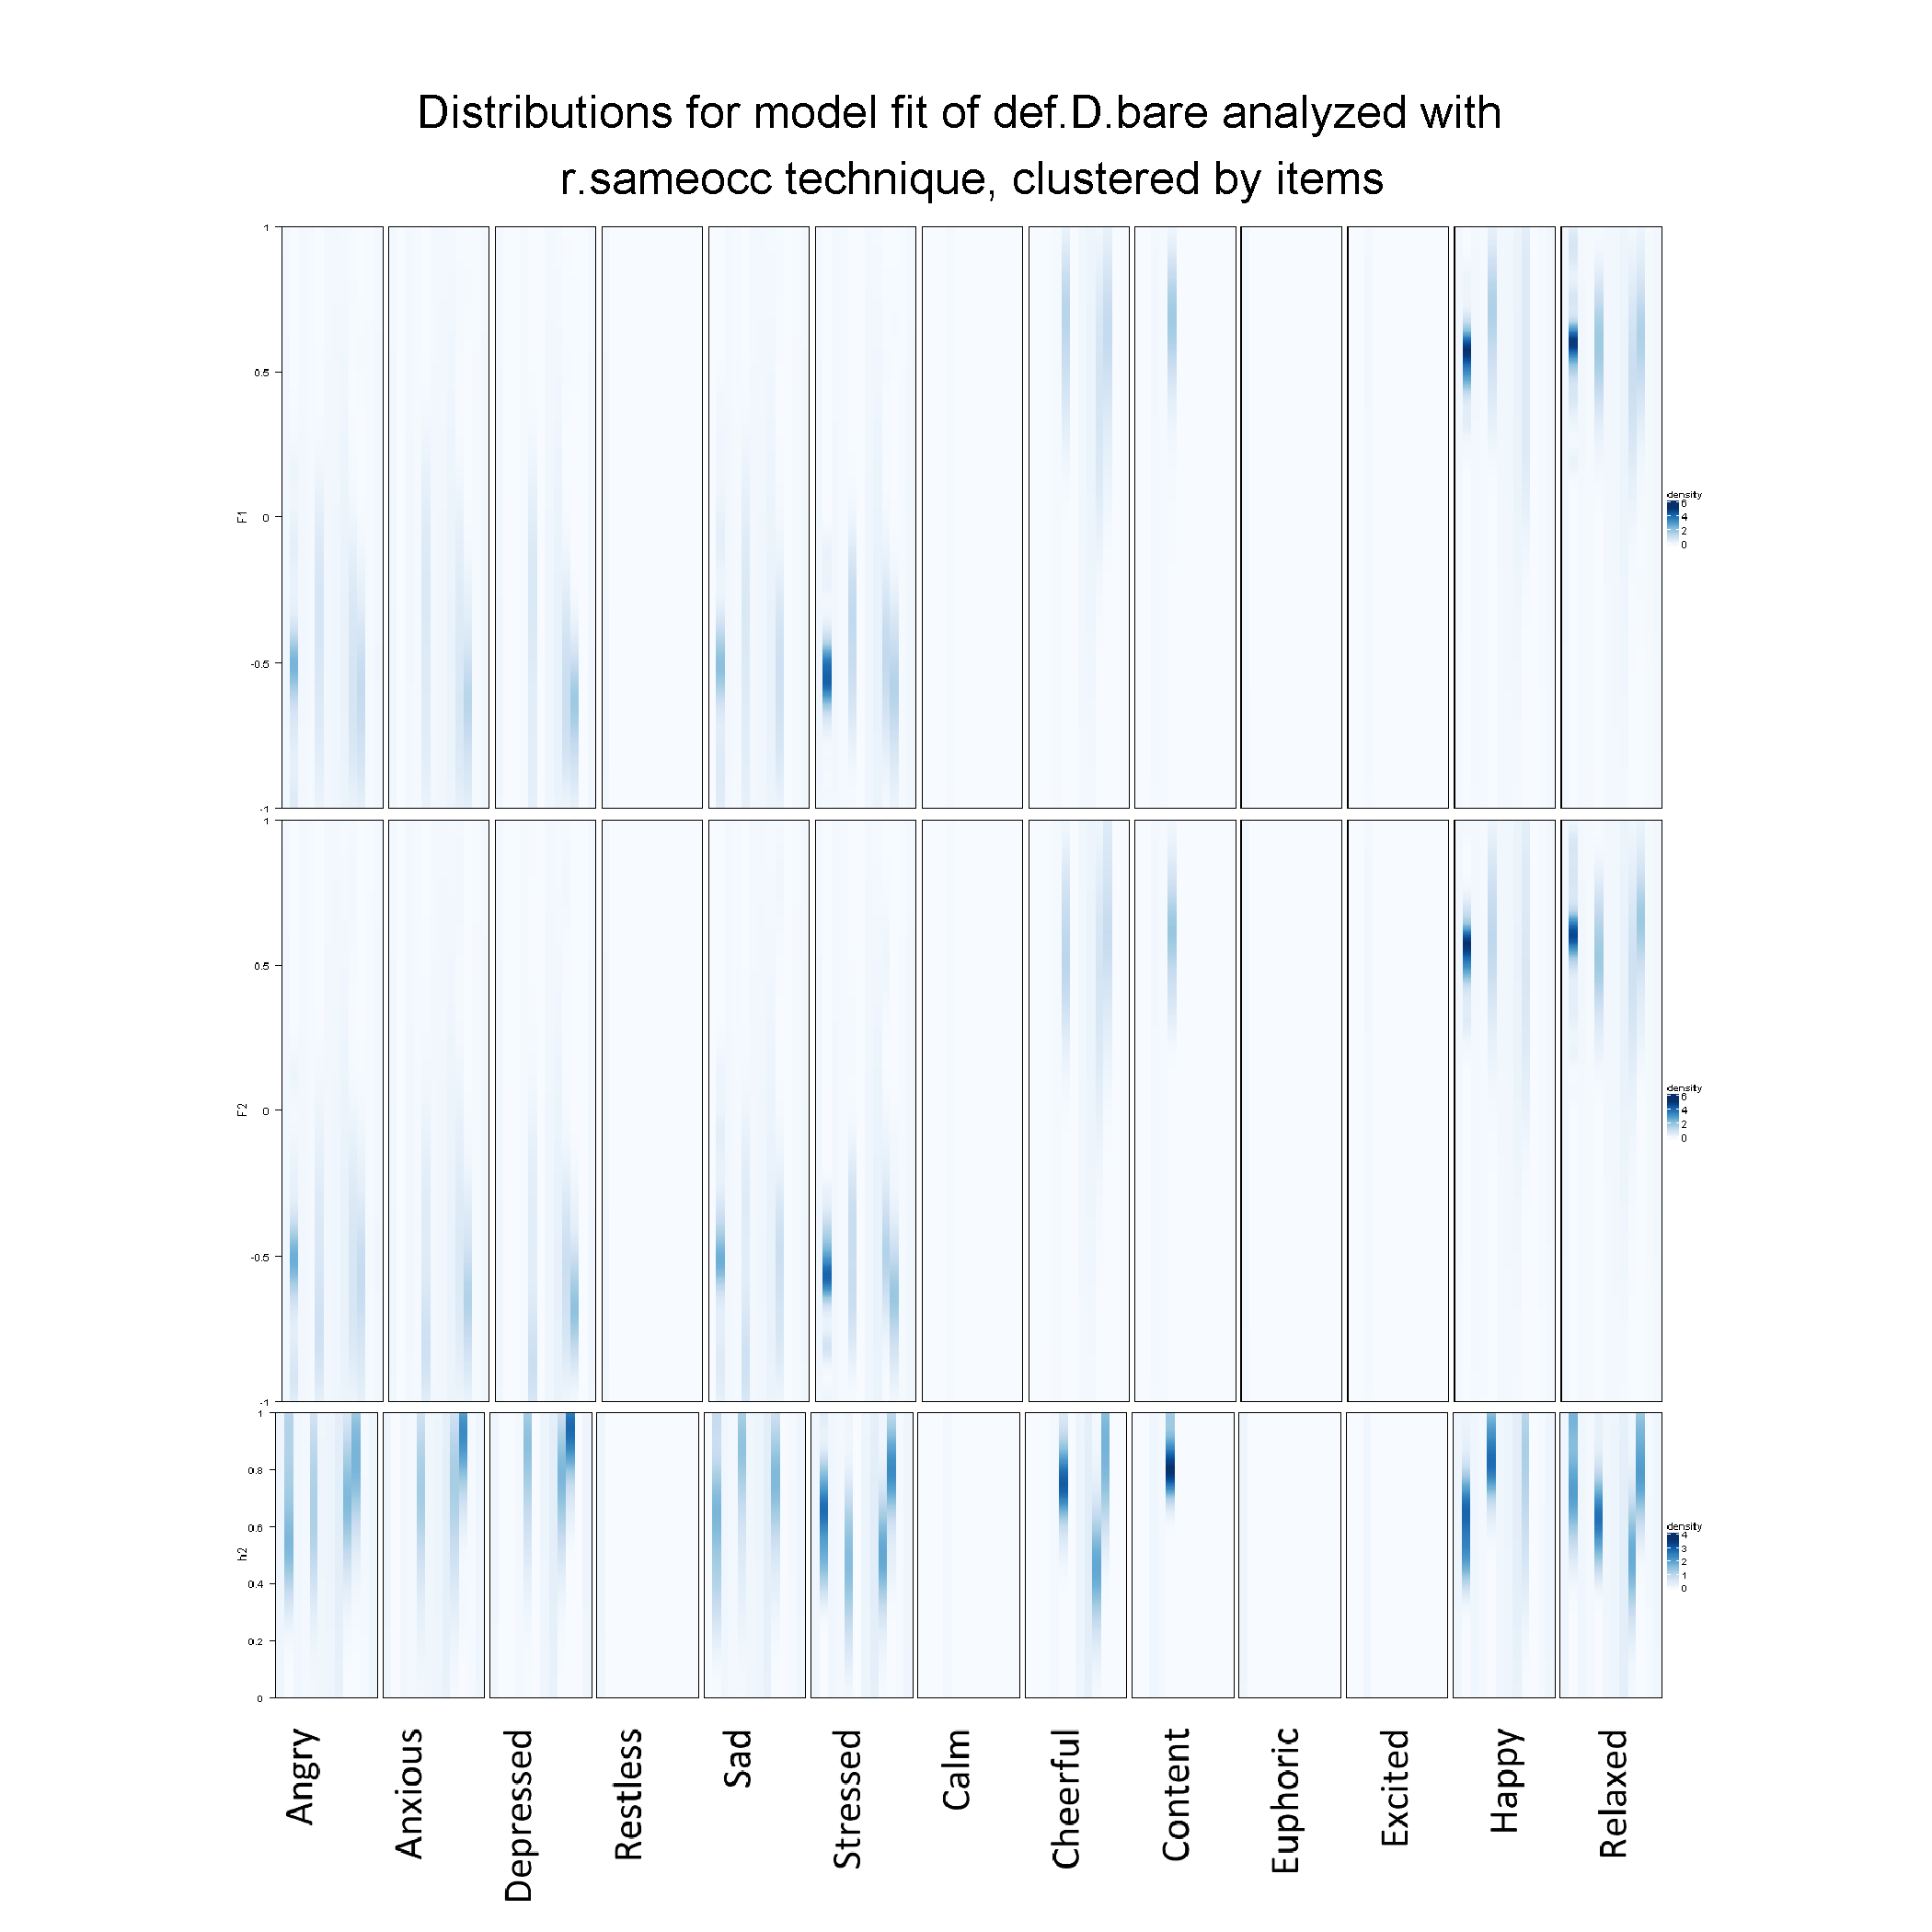 Distributions for model fit of def.D.bare analyzed with
r.sameocc technique, clustered by items
1
0.5
F1
0
-0.5
-1
density
6
4
2
0
1
0.5
F2
0
-0.5
-1
density
6
4
2
0
1
0.8
0.6
h2
0.4
0.2
0
density
4
3
2
1
0
Angry
Anxious
Depressed
Restless
Sad
Stressed
Calm
Cheerful
Content
Euphoric
Excited
Happy
Relaxed